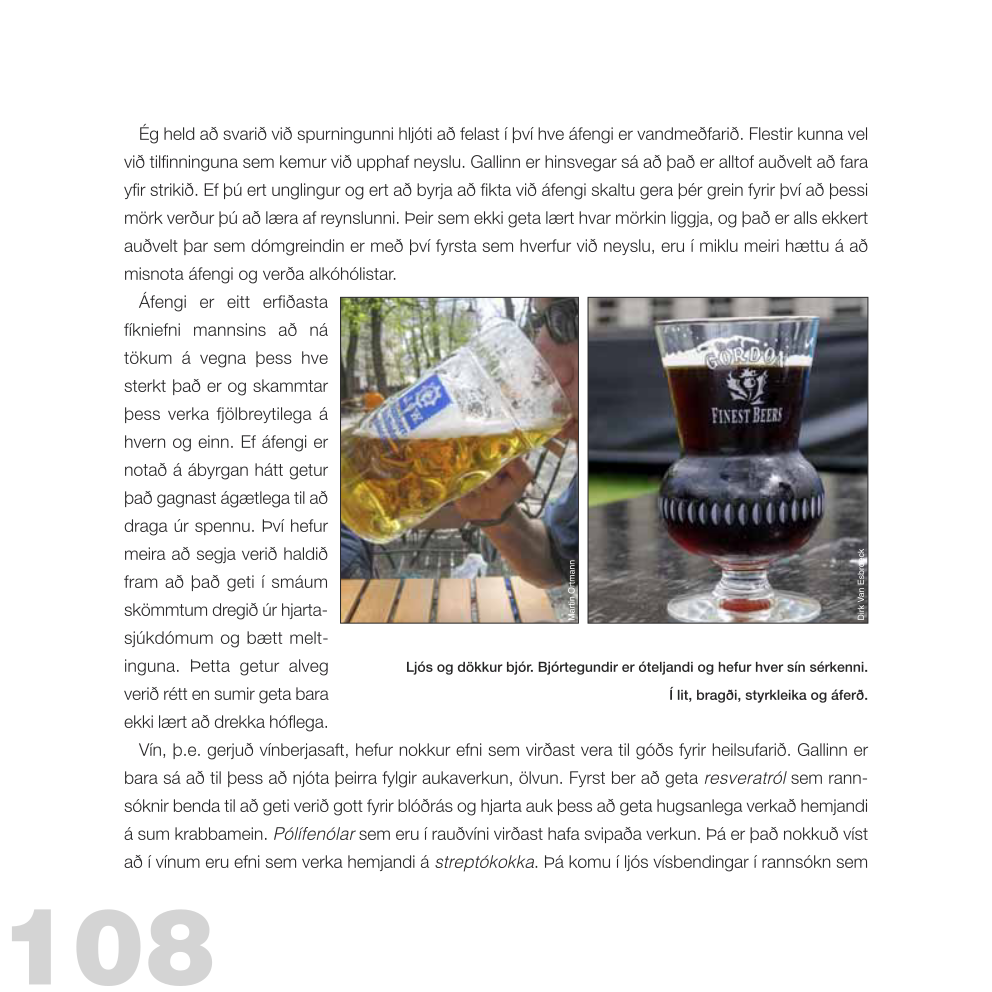 Ég held að svarið við spurningunni hljóti að felast í því hve áfengi er vandmeðfarið. Flestir kunna vel
við tilfinninguna sem kemur við upphaf neyslu. Gallinn er hinsvegar sá að það er alltof auðvelt að fara
yfir strikið. Ef þú ert unglingur og ert að byrja að fikta við áfengi skaltu gera þér grein fyrir því að þessi
mörk verður þú að læra af reynslunni. Þeir sem ekki geta lært hvar mörkin liggja, og það er alls ekkert
auðvelt þar sem dómgreindin er með því fyrsta sem hverfur við neyslu, eru í miklu meiri hættu á að
misnota áfengi og verða alkóhólistar.
Áfengi er eitt erfiðasta
fíkniefni mannsins að ná
tökum á vegna þess hve
sterkt það er og skammtar
þess verka fjölbreytilega á
hvern og einn. Ef áfengi er
notað á ábyrgan hátt getur
það gagnast ágætlega til að
draga úr spennu. Því hefur
meira að segja verið haldið
fram að það geti í smáum
skömmtum dregið úr hjarta-
sjúkdómum og bætt melt-
inguna. Þetta getur alveg
verið rétt en sumir geta bara
ekki lært að drekka hóflega.
Martin Ortmann
GORDON
FINEST BEERS
Dirk Van Esbroeck
Ljós og dökkur bjór. Bjórtegundir er óteljandi og hefur hver sín sérkenni.
Í lit, bragði, styrkleika og áferð.
Vín, þ.e. gerjuð vínberjasaft, hefur nokkur efni sem virðast vera til góðs fyrir heilsufarið. Gallinn er
bara sá að til þess að njóta þeirra fylgir aukaverkun, ölvun. Fyrst ber að geta resveratról sem rann-
sóknir benda til að geti verið gott fyrir blóðrás og hjarta auk þess að geta hugsanlega verkað hemjandi
á sum krabbamein. Pólífenólar sem eru í rauðvíni virðast hafa svipaða verkun. Þá er það nokkuð víst
að í vínum eru efni sem verka hemjandi á streptókokka. Þá komu í ljós vísbendingar í rannsókn sem
108